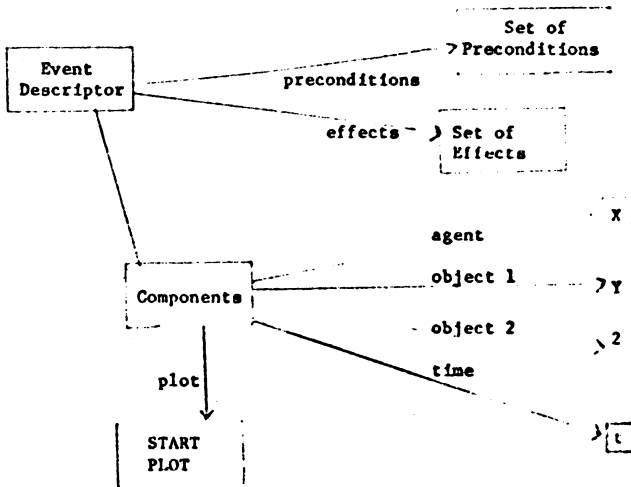 Set of
Preconditions
Event
Descriptor
preconditions
effects
Set of
Effects
X
agent
object 1
Components
Y
object 2
2
time
plot
t
START
PLOT